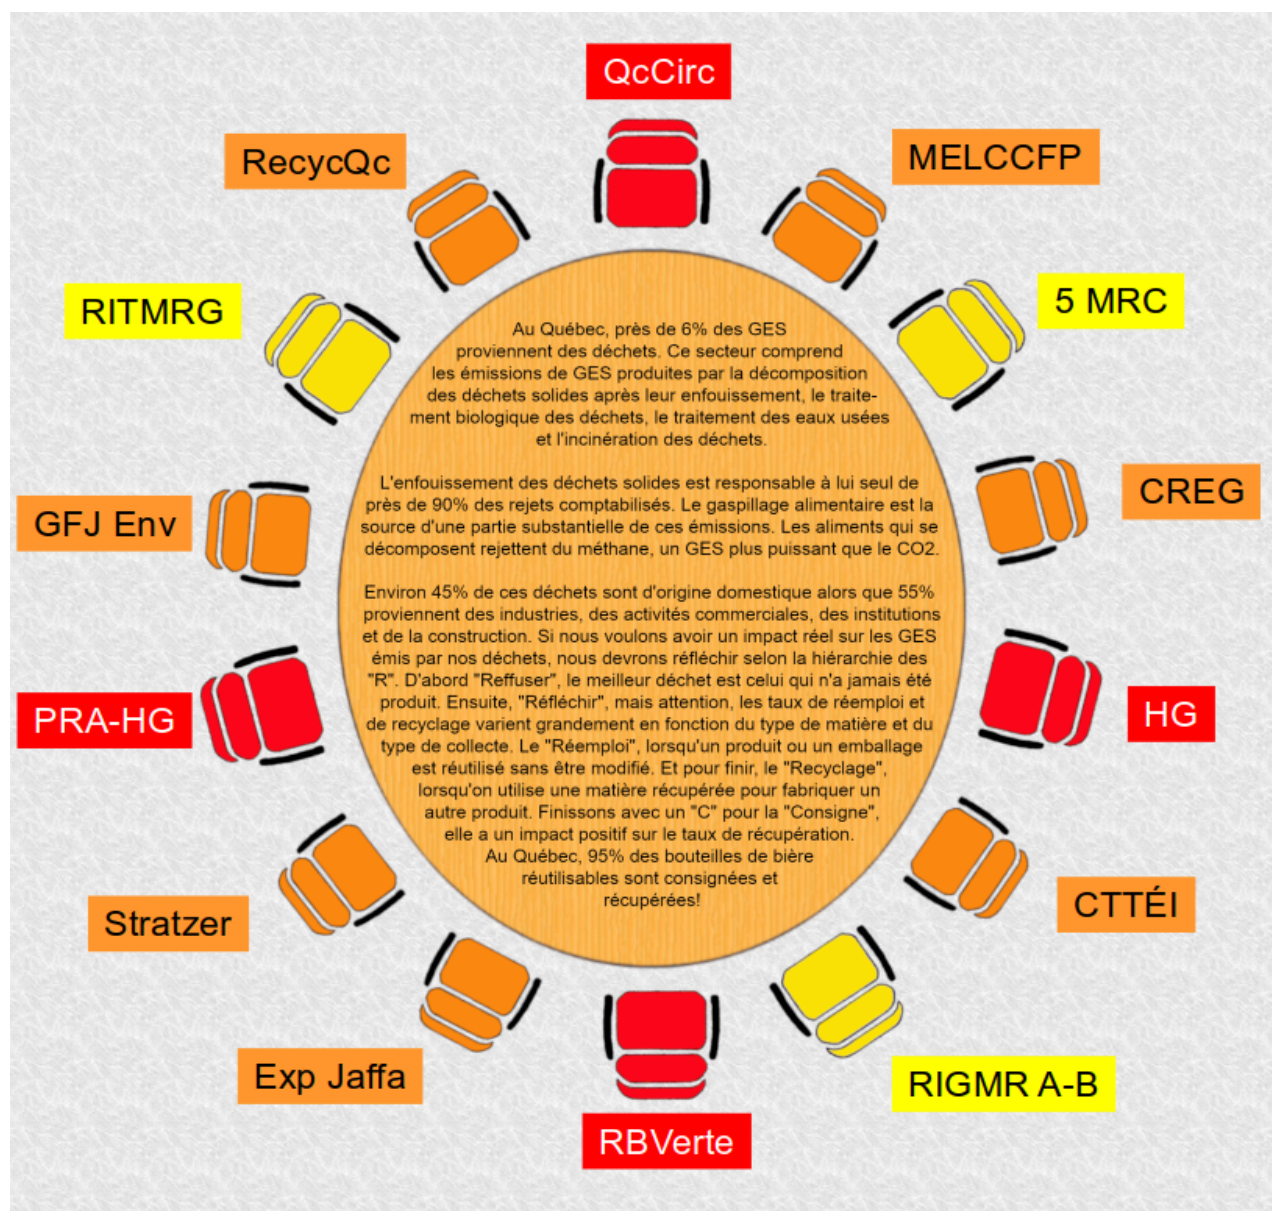 QcCirc
RecycQc
MELCCFP
RITMRG
5 MRC
Au Québec, près de 6% des GES
proviennent des déchets. Ce secteur comprend
les émissions de GES produites par la décomposition
des déchets solides après leur enfouissement, le traite-
ment biologique des déchets, le traitement des eaux usées
et l'incinération des déchets.
L'enfouissement des déchets solides est responsable à lui seul de
près de 90% des rejets comptabilisés. Le gaspillage alimentaire est la
source d'une partie substantielle de ces émissions. Les aliments qui se
décomposent rejettent du méthane, un GES plus puissant que le CO2.
Environ 45% de ces déchets sont d'origine domestique alors que 55%
proviennent des industries, des activités commerciales, des institutions
et de la construction. Si nous voulons avoir un impact réel sur les GES
émis par nos déchets, nous devrons réfléchir selon la hiérarchie des
"R". D'abord "Reffuser", le meilleur déchet est celui qui n'a jamais été
produit. Ensuite, "Réfléchir", mais attention, les taux de réemploi et
de recyclage varient grandement en fonction du type de matière et du
type de collecte. Le "Réemploi", lorsqu'un produit ou un emballage
est réutilisé sans être modifié. Et pour finir, le "Recyclage",
lorsqu'on utilise une matière récupérée pour fabriquer un
autre produit. Finissons avec un "C" pour la "Consigne",
elle a un impact positif sur le taux de récupération.
Au Québec, 95% des bouteilles de bière
réutilisables sont consignées et
récupérées!
GFJ Env
CREG
PRA-HG
HG
Stratzer
CTTÉI
Exp Jaffa
RIGMR A-B
RBVerte